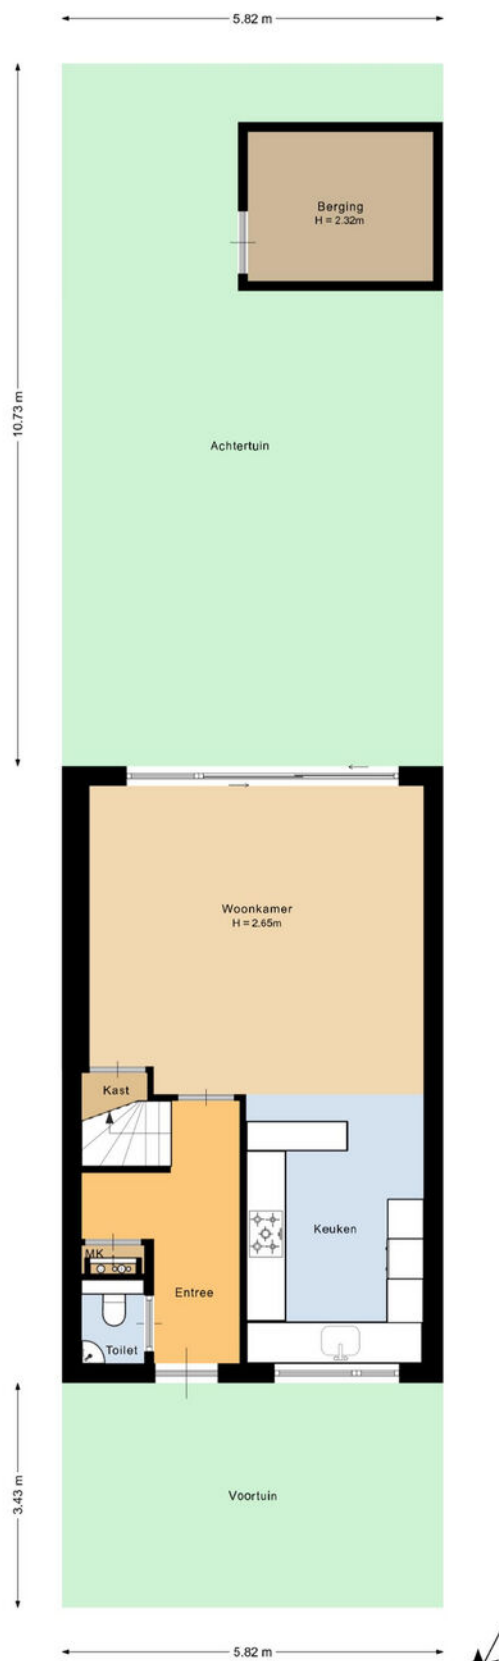 5.82 m
Berging
H = 2.32m
10.73 m
Achtertuin
Woonkamer
H = 2.65m
Kast
Keuken
MK
Entree
Toilet
3.43 m
Voortuin
5.82 m